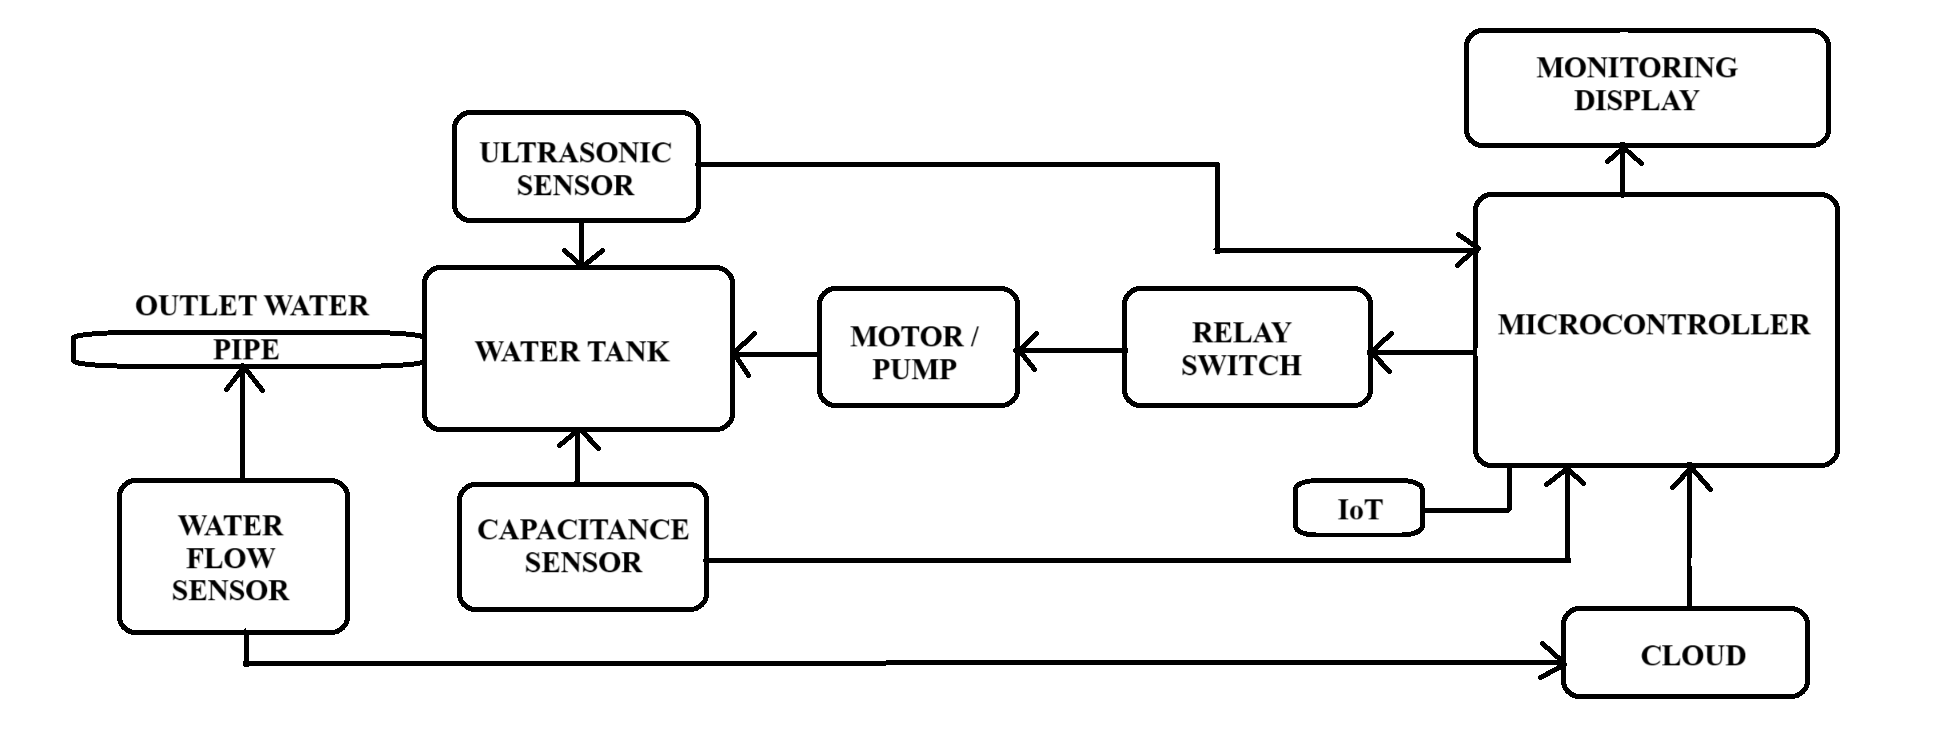 MONITORING
DISPLAY
ULTRASONIC
SENSOR
OUTLET WATER
PIPE
WATER TANK
MOTOR /
PUMP
RELAY
SWITCH
MICROCONTROLLER
WATER
FLOW
SENSOR
CAPACITANCE
SENSOR
IoT
CLOUD